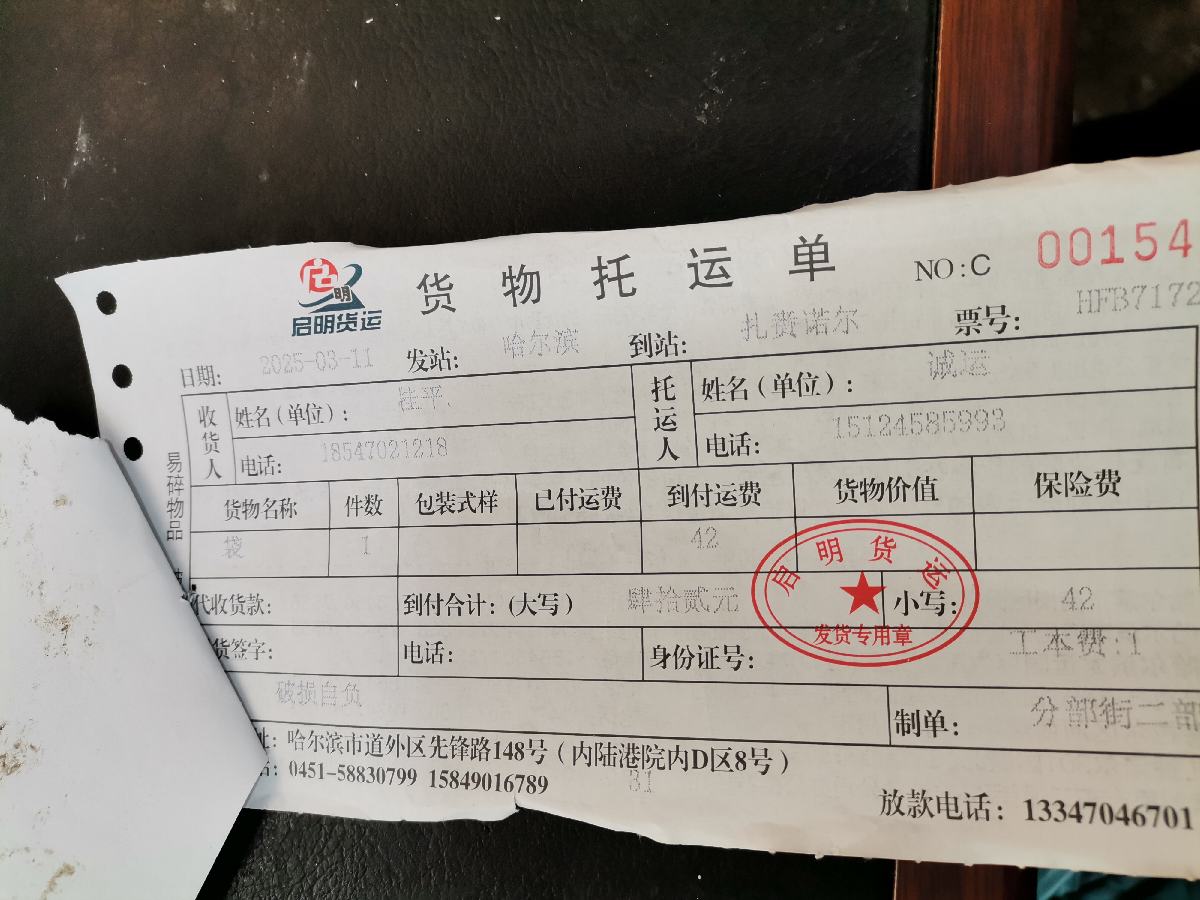 启明货运
货物托运单 NO:C 00154
日期: 2025-03-11 发站: 哈尔滨 到站: 扎赉诺尔 票号: HFB7172
收货人 姓名(单位): 桂平、 托运人 姓名(单位): 诚运
电话: 18547021218 电话: 15124585993
易碎物品
货物名称 件数 包装式样 已付运费 到付运费 货物价值 保险费
袋 1 42
启明货运
发货专用章
代收货款: 到付合计:(大写) 肆拾贰元 小写: 42
货签字: 电话: 身份证号: 工本费:1
破损自负 制单: 分部街二部
址: 哈尔滨市道外区先锋路148号(内陆港院内D区8号)
: 0451-58830799 15849016789 31
放款电话: 13347046701